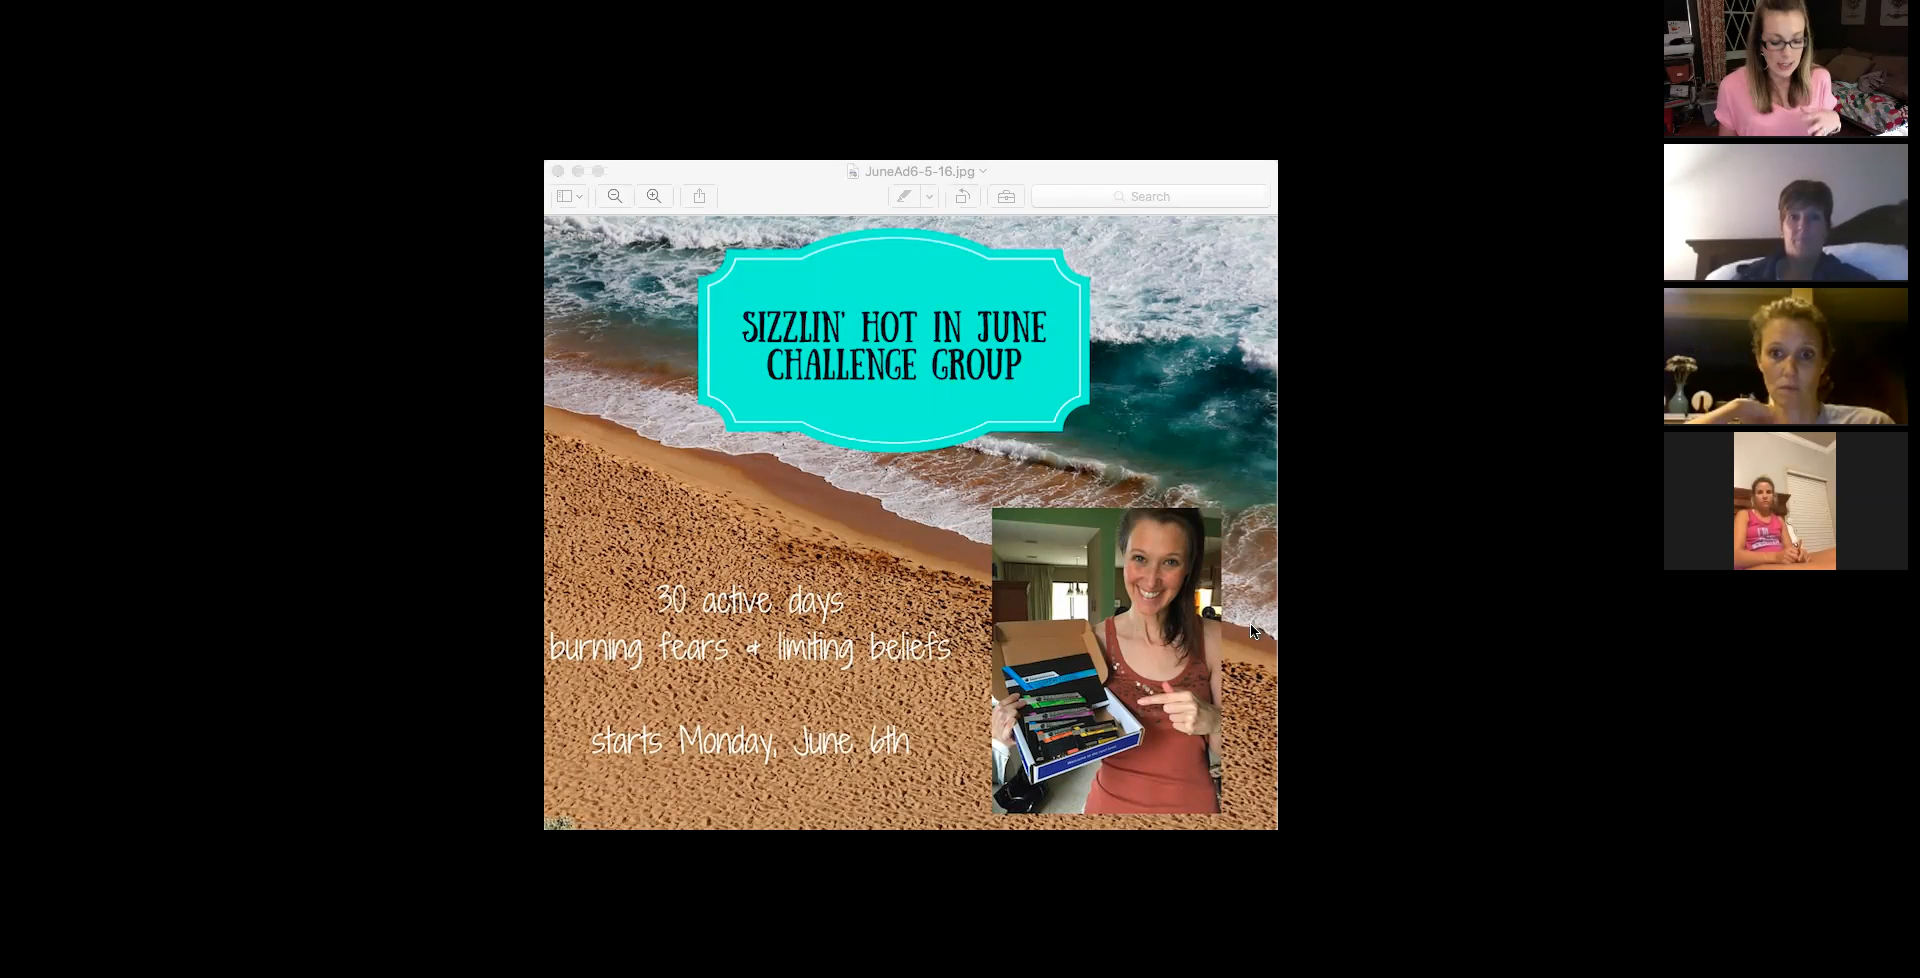 JuneAd6-5-16.jpg
Search
SIZZLIN' HOT IN JUNE
CHALLENGE GROUP
30 active days
burning fears & limiting beliefs
starts Monday, June 6th